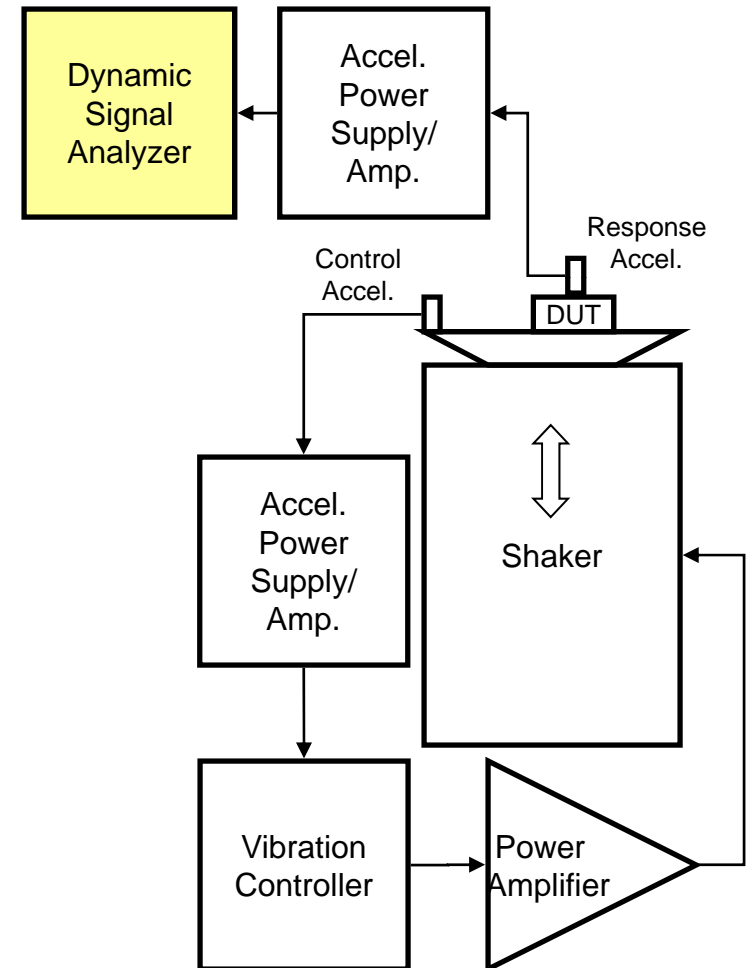 Dynamic
Signal
Analyzer
Accel.
Power
Supply/
Amp.
Response
Accel.
Control
Accel.
DUT
Accel.
Power
Supply/
Amp.
Shaker
Vibration
Controller
Power
Amplifier